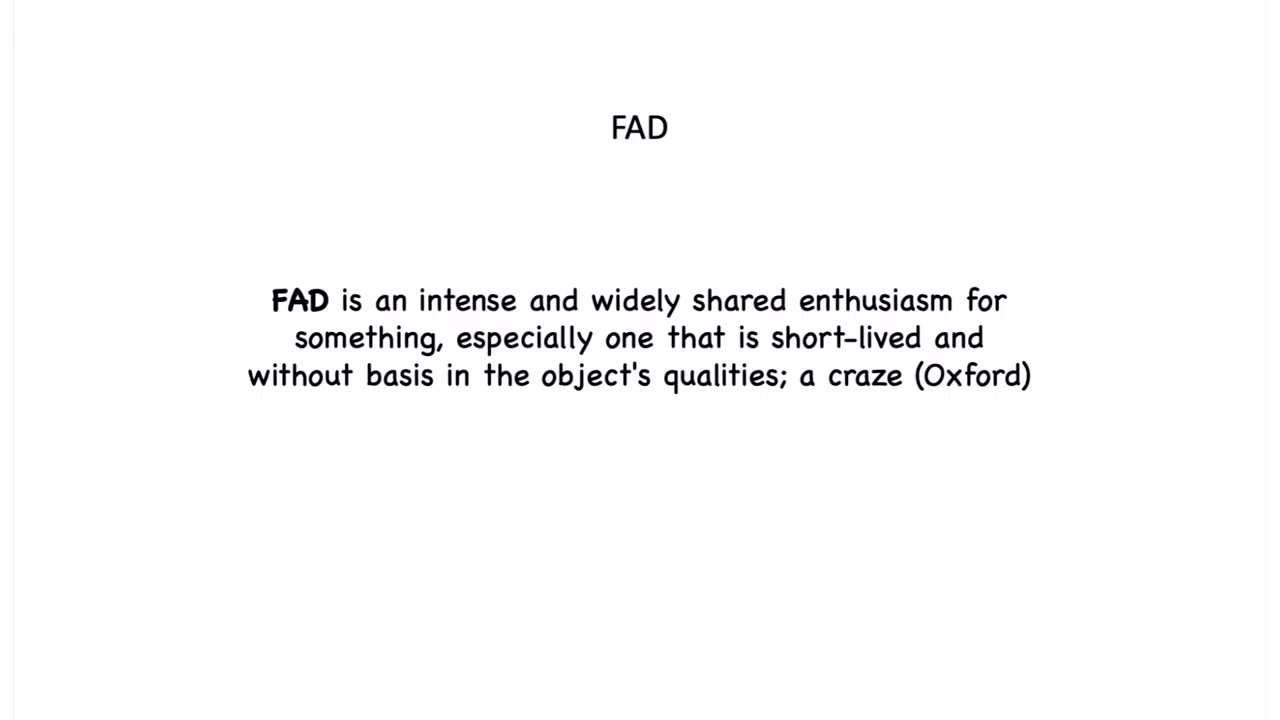 FAD
FAD is an intense and widely shared enthusiasm for
something, especially one that is short-lived and
without basis in the object's qualities; a craze (Oxford)